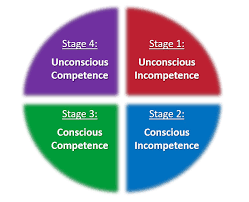 Stage 4:
Unconscious
Competence
Stage 1:
Unconscious
Incompetence
Stage 3:
Conscious
Competence
Stage 2:
Conscious
Incompetence